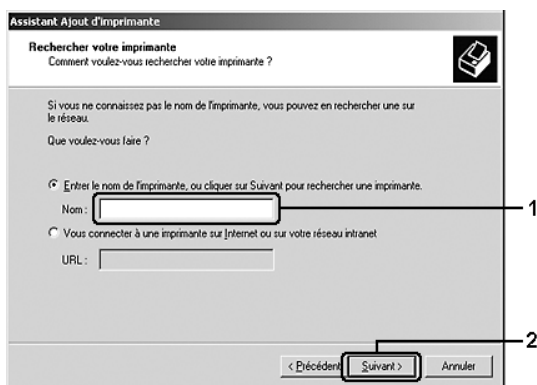 Assistant Ajout d'imprimante
Rechercher votre imprimante
Comment voulez-vous rechercher votre imprimante ?
Si vous ne connaissez pas le nom de l'imprimante, vous pouvez en rechercher une sur
le réseau.
Que voulez-vous faire ?
Entrer le nom de l'imprimante, ou cliquer sur Suivant pour rechercher une imprimante.
Nom :
1
Vous connecter à une imprimante sur Internet ou sur votre réseau intranet
URL :
2
< Précédent Suivant > Annuler